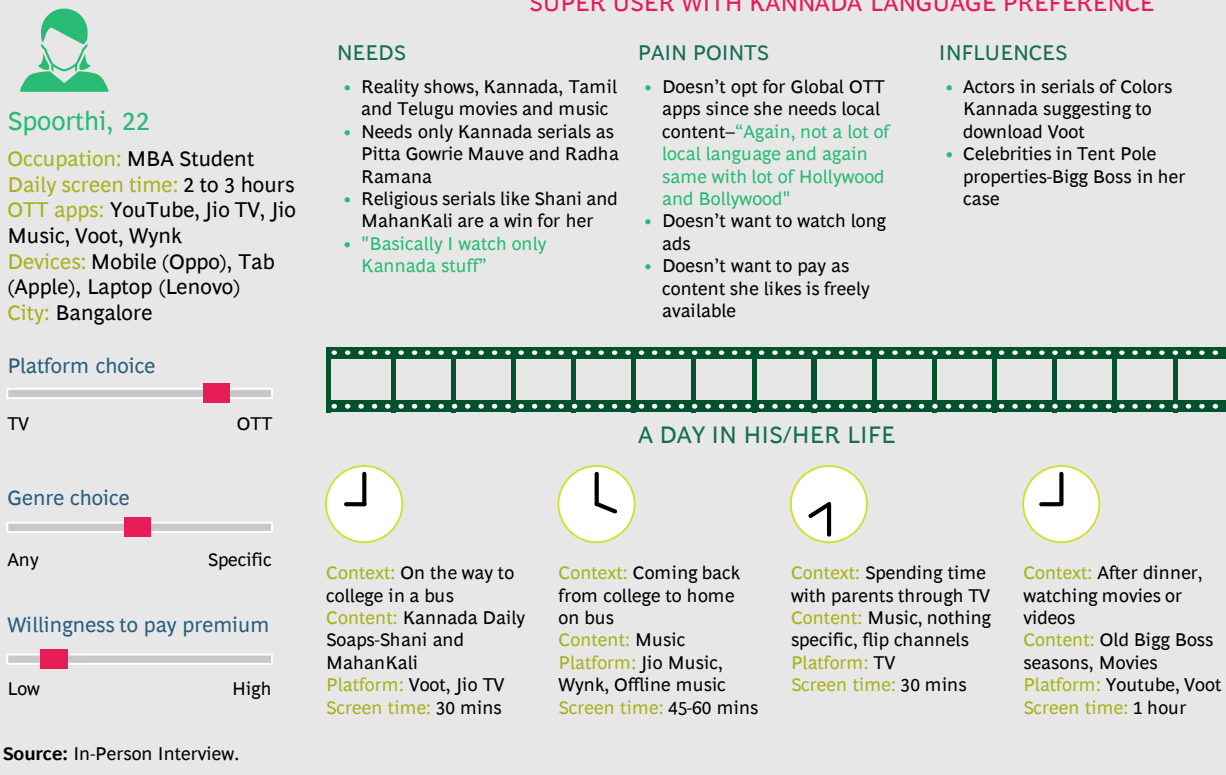 SUPER USER WITH KANNADA LANGUAGE PREFERENCE
Spoorthi, 22
Occupation: MBA Student
Daily screen time: 2 to 3 hours
OTT apps: YouTube, Jio TV, Jio
Music, Voot, Wynk
Devices: Mobile (Oppo), Tab
(Apple), Laptop (Lenovo)
City: Bangalore
NEEDS
• Reality shows, Kannada, Tamil
and Telugu movies and music
• Needs only Kannada serials as
Pitta Gowrie Mauve and Radha
Ramana
• Religious serials like Shani and
MahanKali are a win for her
• "Basically I watch only
Kannada stuff”
PAIN POINTS
• Doesn’t opt for Global OTT
apps since she needs local
content–“Again, not a lot of
local language and again
same with lot of Hollywood
and Bollywood"
• Doesn’t want to watch long
ads
• Doesn’t want to pay as
content she likes is freely
available
INFLUENCES
• Actors in serials of Colors
Kannada suggesting to
download Voot
• Celebrities in Tent Pole
properties-Bigg Boss in her
case
Platform choice
TV OTT
Genre choice
Any Specific
Willingness to pay premium
Low High
A DAY IN HIS/HER LIFE
Context: On the way to
college in a bus
Content: Kannada Daily
Soaps-Shani and
MahanKali
Platform: Voot, Jio TV
Screen time: 30 mins
Context: Coming back
from college to home
on bus
Content: Music
Platform: Jio Music,
Wynk, Offline music
Screen time: 45-60 mins
Context: Spending time
with parents through TV
Content: Music, nothing
specific, flip channels
Platform: TV
Screen time: 30 mins
Context: After dinner,
watching movies or
videos
Content: Old Bigg Boss
seasons, Movies
Platform: Youtube, Voot
Screen time: 1 hour
Source: In-Person Interview.